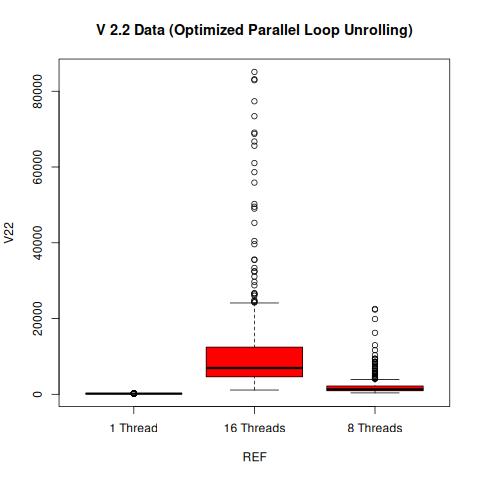 V 2.2 Data (Optimized Parallel Loop Unrolling)
80000
60000
40000
20000
0
V22
1 Thread
16 Threads
8 Threads
REF